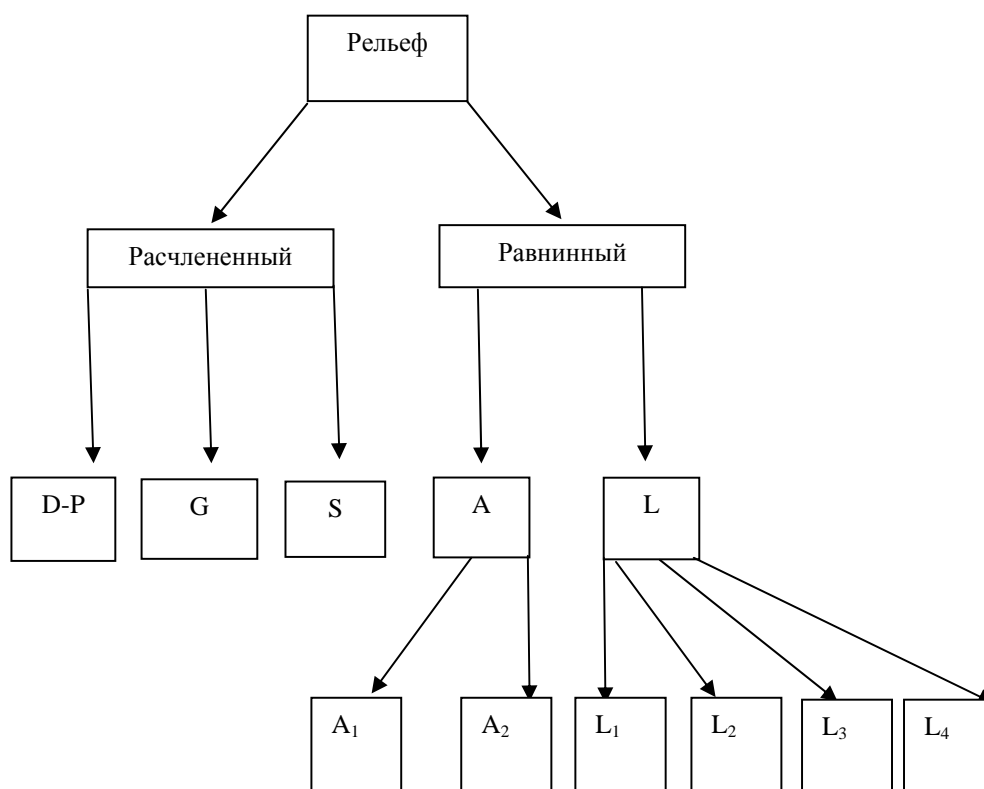 Рельеф
Расчлененный
Равнинный
D-P
G
S
A
L
A₁
A₂
L₁
L₂
L₃
L₄